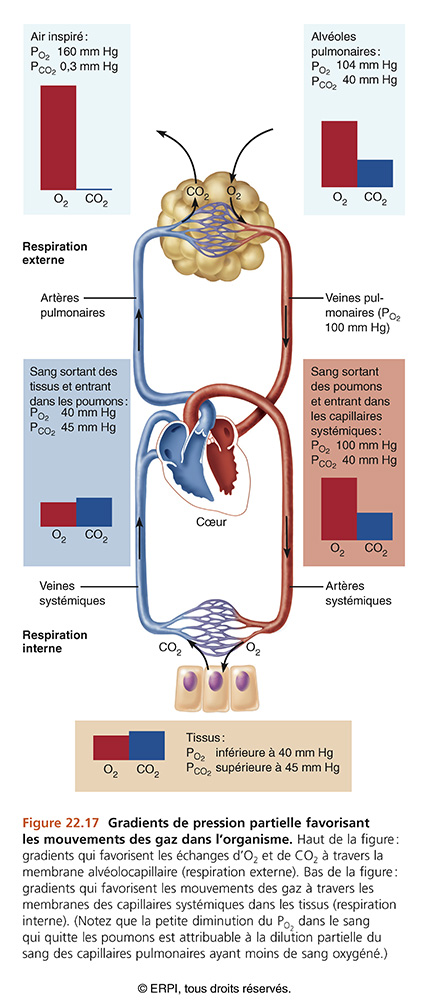 Air inspiré :
PO2 160 mm Hg
PCO2 0,3 mm Hg
O2 CO2
Alvéoles
pulmonaires :
PO2 104 mm Hg
PCO2 40 mm Hg
O2 CO2
CO2 O2
Respiration
externe
Artères
pulmonaires
Veines pul-
monaires (PO2
100 mm Hg)
Sang sortant des
tissus et entrant
dans les poumons :
PO2 40 mm Hg
PCO2 45 mm Hg
O2 CO2
Sang sortant
des poumons
et entrant dans
les capillaires
systémiques :
PO2 100 mm Hg
PCO2 40 mm Hg
O2 CO2
Cœur
Veines
systémiques
Artères
systémiques
Respiration
interne
CO2 O2
Tissus :
PO2 inférieure à 40 mm Hg
PCO2 supérieure à 45 mm Hg
O2 CO2
Figure 22.17 Gradients de pression partielle favorisant
les mouvements des gaz dans l'organisme. Haut de la figure :
gradients qui favorisent les échanges d'O2 et de CO2 à travers la
membrane alvéolocapillaire (respiration externe). Bas de la figure :
gradients qui favorisent les mouvements des gaz à travers les
membranes des capillaires systémiques dans les tissus (respiration
interne). (Notez que la petite diminution du PO2 dans le sang
qui quitte les poumons est attribuable à la dilution partielle du
sang des capillaires pulmonaires ayant moins de sang oxygéné.)
© ERPI, tous droits réservés.